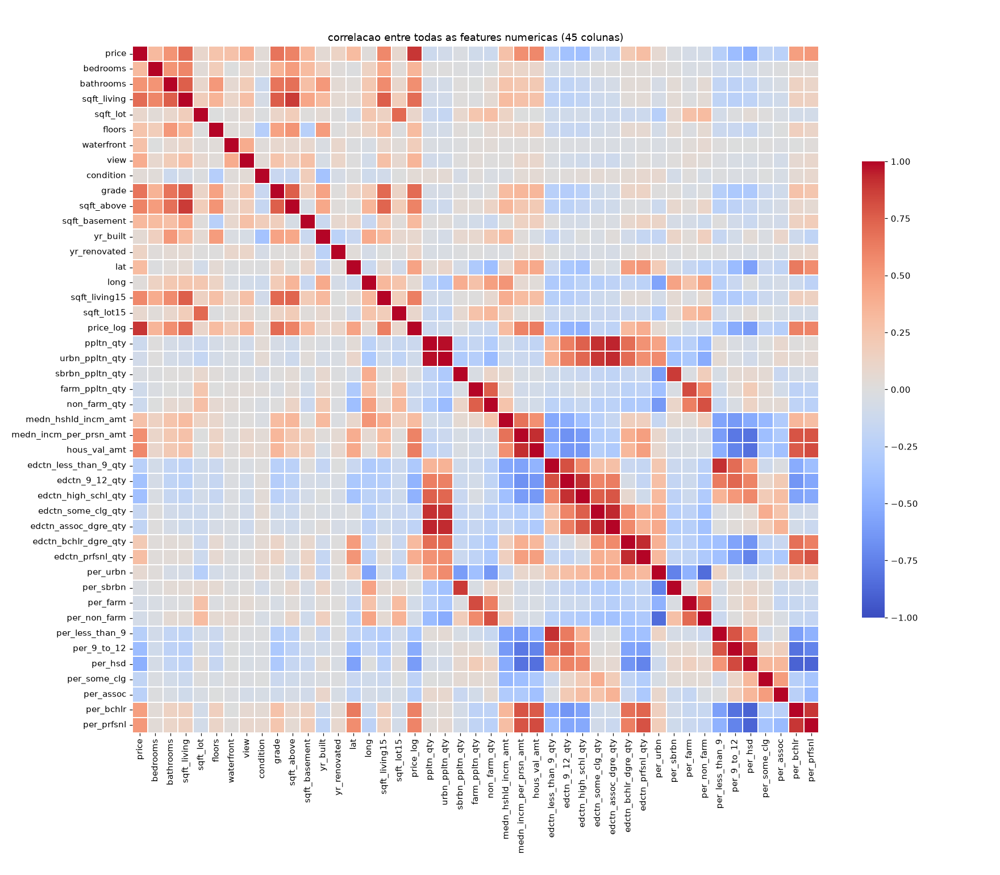 correlacao entre todas as features numericas (45 colunas)
price
bedrooms
bathrooms
sqft_living
sqft_lot
floors
waterfront
view
condition
grade
sqft_above
sqft_basement
yr_built
yr_renovated
lat
long
sqft_living15
sqft_lot15
price_log
ppltn_qty
urbn_ppltn_qty
sbrbn_ppltn_qty
farm_ppltn_qty
non_farm_qty
medn_hshld_incm_amt
medn_incm_per_prsn_amt
hous_val_amt
edctn_less_than_9_qty
edctn_9_12_qty
edctn_high_schl_qty
edctn_some_clg_qty
edctn_assoc_dgre_qty
edctn_bchlr_dgre_qty
edctn_prfsnl_qty
per_urbn
per_sbrbn
per_farm
per_non_farm
per_less_than_9
per_9_to_12
per_hsd
per_some_clg
per_assoc
per_bchlr
per_prfsnl
price
bedrooms
bathrooms
sqft_living
sqft_lot
floors
waterfront
view
condition
grade
sqft_above
sqft_basement
yr_built
yr_renovated
lat
long
sqft_living15
sqft_lot15
price_log
ppltn_qty
urbn_ppltn_qty
sbrbn_ppltn_qty
farm_ppltn_qty
non_farm_qty
medn_hshld_incm_amt
medn_incm_per_prsn_amt
hous_val_amt
edctn_less_than_9_qty
edctn_9_12_qty
edctn_high_schl_qty
edctn_some_clg_qty
edctn_assoc_dgre_qty
edctn_bchlr_dgre_qty
edctn_prfsnl_qty
per_urbn
per_sbrbn
per_farm
per_non_farm
per_less_than_9
per_9_to_12
per_hsd
per_some_clg
per_assoc
per_bchlr
per_prfsnl
1.00
0.75
0.50
0.25
0.00
−0.25
−0.50
−0.75
−1.00